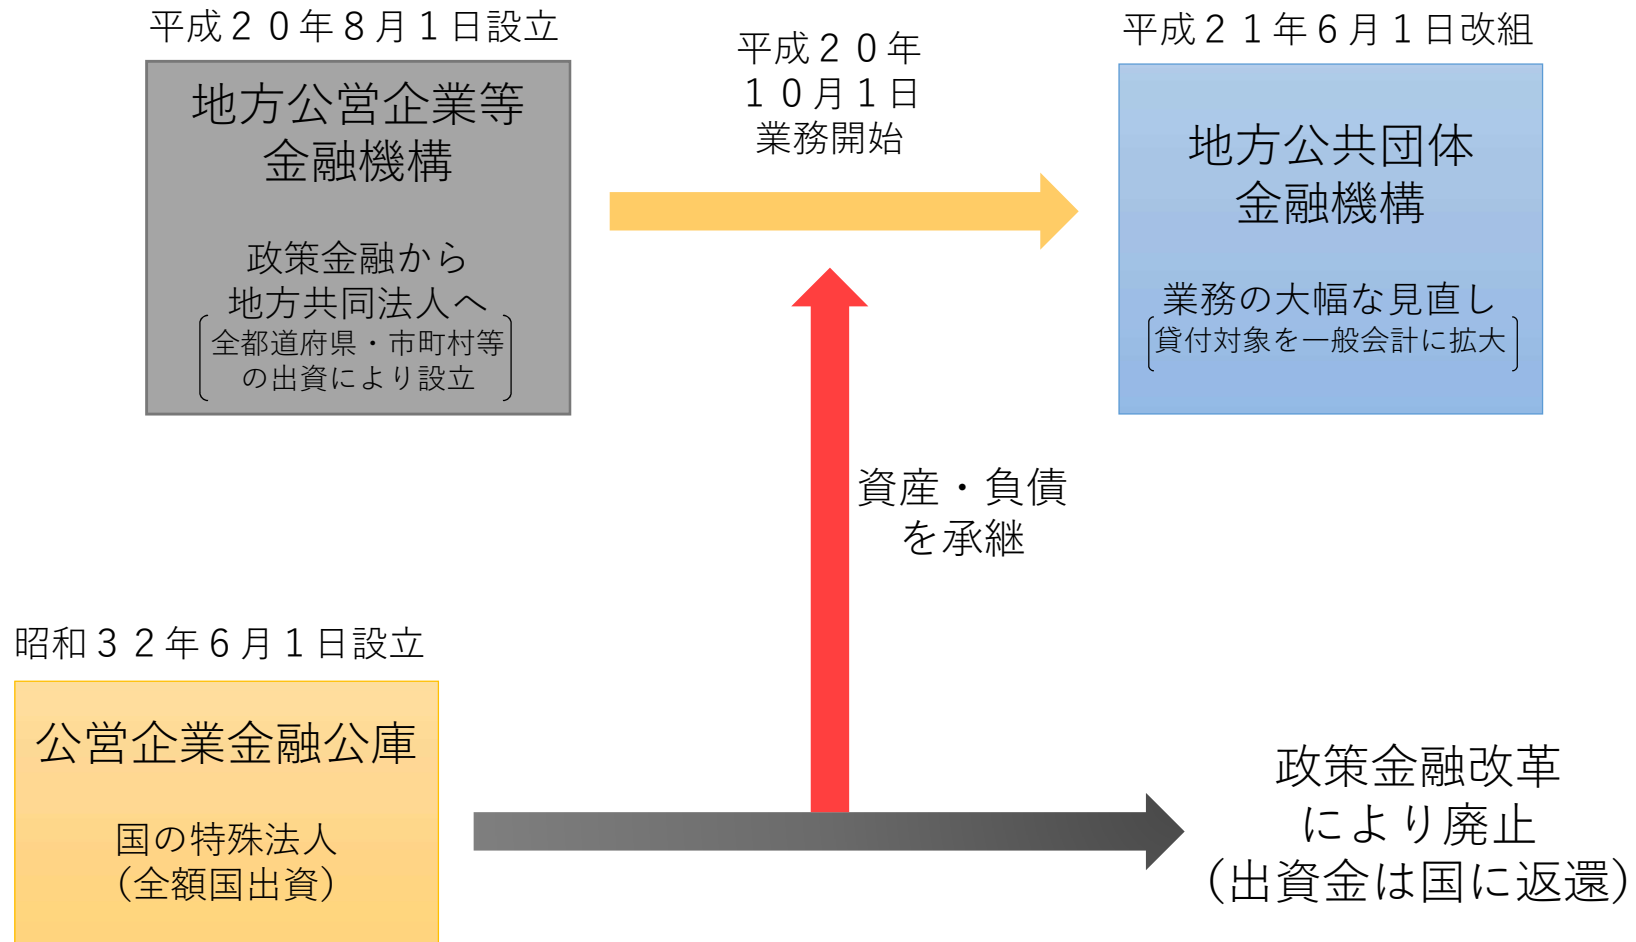 平成２０年８月１日設立
地方公営企業等
金融機構
政策金融から
地方共同法人へ
全都道府県・市町村等
の出資により設立
平成２０年
１０月１日
業務開始
平成２１年６月１日改組
地方公共団体
金融機構
業務の大幅な見直し
貸付対象を一般会計に拡大
資産・負債
を承継
昭和３２年６月１日設立
公営企業金融公庫
国の特殊法人
（全額国出資）
政策金融改革
により廃止
（出資金は国に返還）